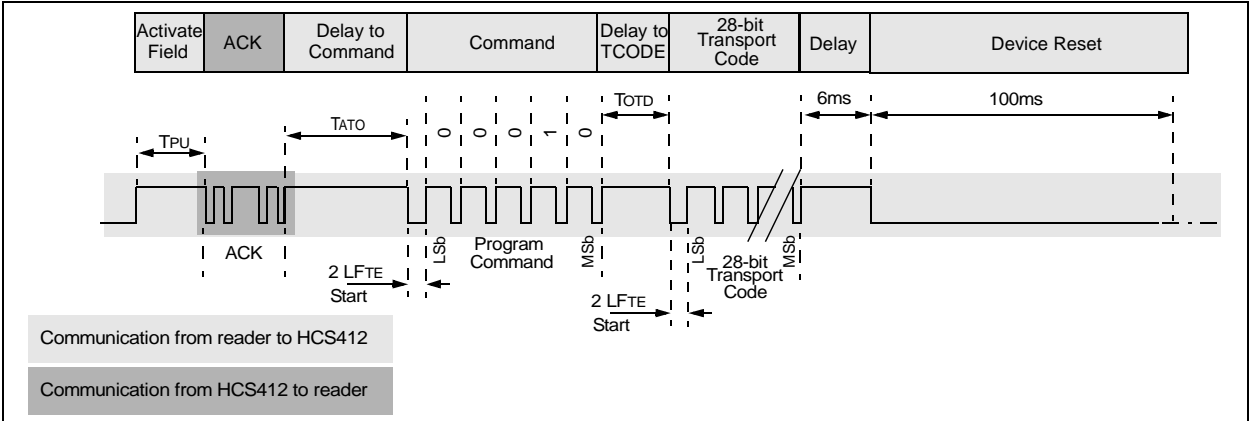 Activate
Field
ACK
Delay to
Command
Command
Delay to
TCODE
28-bit
Transport
Code
Delay
Device Reset
TPU
TATO
0 0 0 1 0
TOTD
6ms
100ms
ACK
2 LFTE
Start
LSb
Program
Command
MSb
2 LFTE
Start
LSb
28-bit
Transport
Code
MSb
Communication from reader to HCS412
Communication from HCS412 to reader